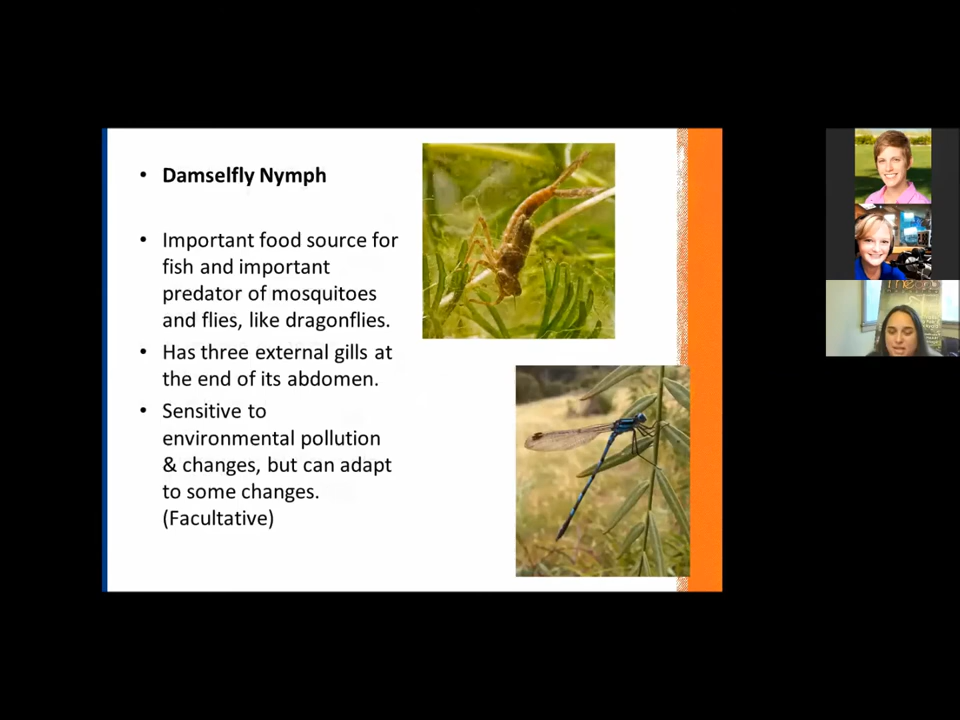 • Damselfly Nymph
• Important food source for
fish and important
predator of mosquitoes
and flies, like dragonflies.
• Has three external gills at
the end of its abdomen.
• Sensitive to
environmental pollution
& changes, but can adapt
to some changes.
(Facultative)